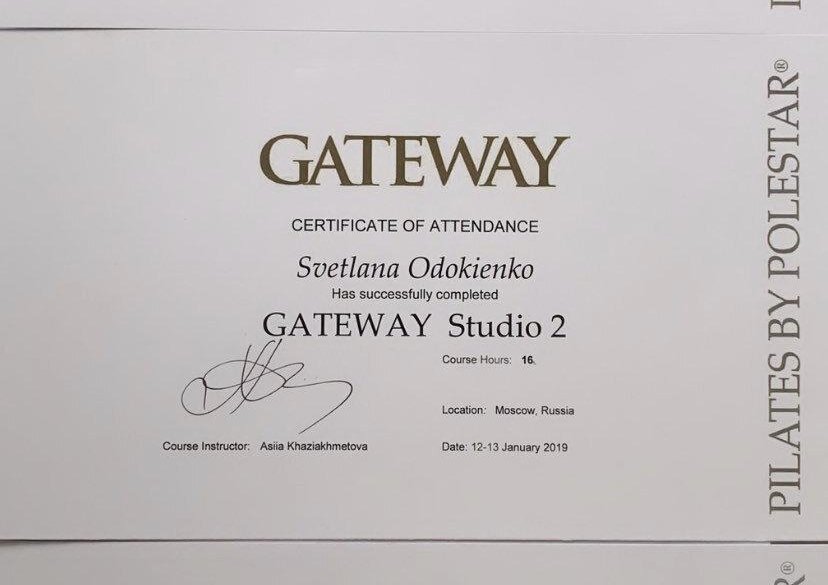 GATEWAY
CERTIFICATE OF ATTENDANCE
Svetlana Odokienko
Has successfully completed
GATEWAY Studio 2
Course Hours: 16.
Location: Moscow, Russia
Course Instructor: Asiia Khaziakhmetova
Date: 12-13 January 2019
PILATES BY POLESTAR®